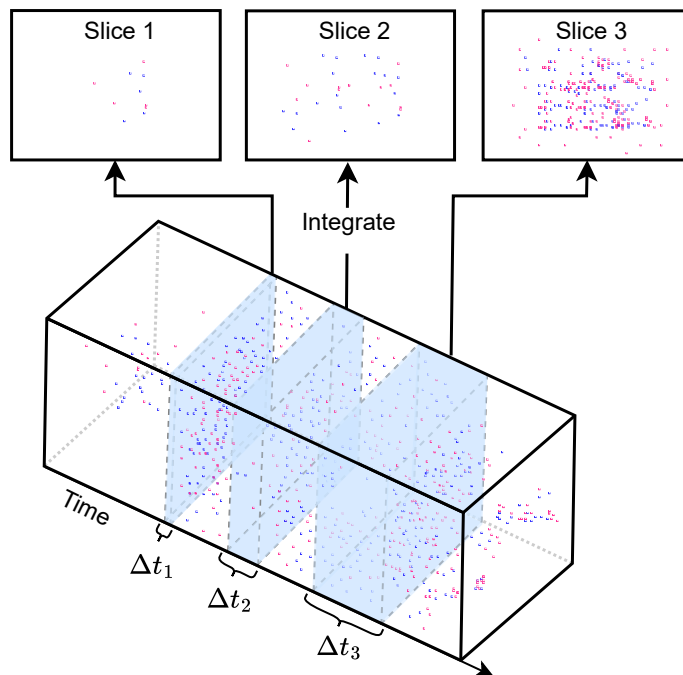 Slice 1
Slice 2
Slice 3
Integrate
Time
Δt₁
Δt₂
Δt₃